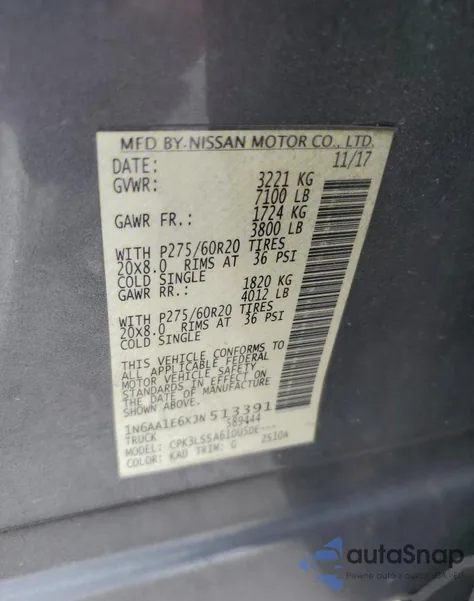 MFD BY-NISSAN MOTOR CO., LTD.
DATE: 11/17
GVWR: 3221 KG
7100 LB
GAWR FR.: 1724 KG
3800 LB
WITH P275/60R20 TIRES
20x8.0 RIMS AT 36 PSI
COLD SINGLE
GAWR RR.: 1820 KG
4012 LB
WITH P275/60R20 TIRES
20x8.0 RIMS AT 36 PSI
COLD SINGLE
THIS VEHICLE CONFORMS TO
ALL APPLICABLE FEDERAL
MOTOR VEHICLE SAFETY
STANDARDS IN EFFECT ON
THE DATE OF MANUFACTURE
1N6AA1E6XJN513391
TRUCK 589444
MODEL:
COLOR: KAD TRIM: G
autoSnap